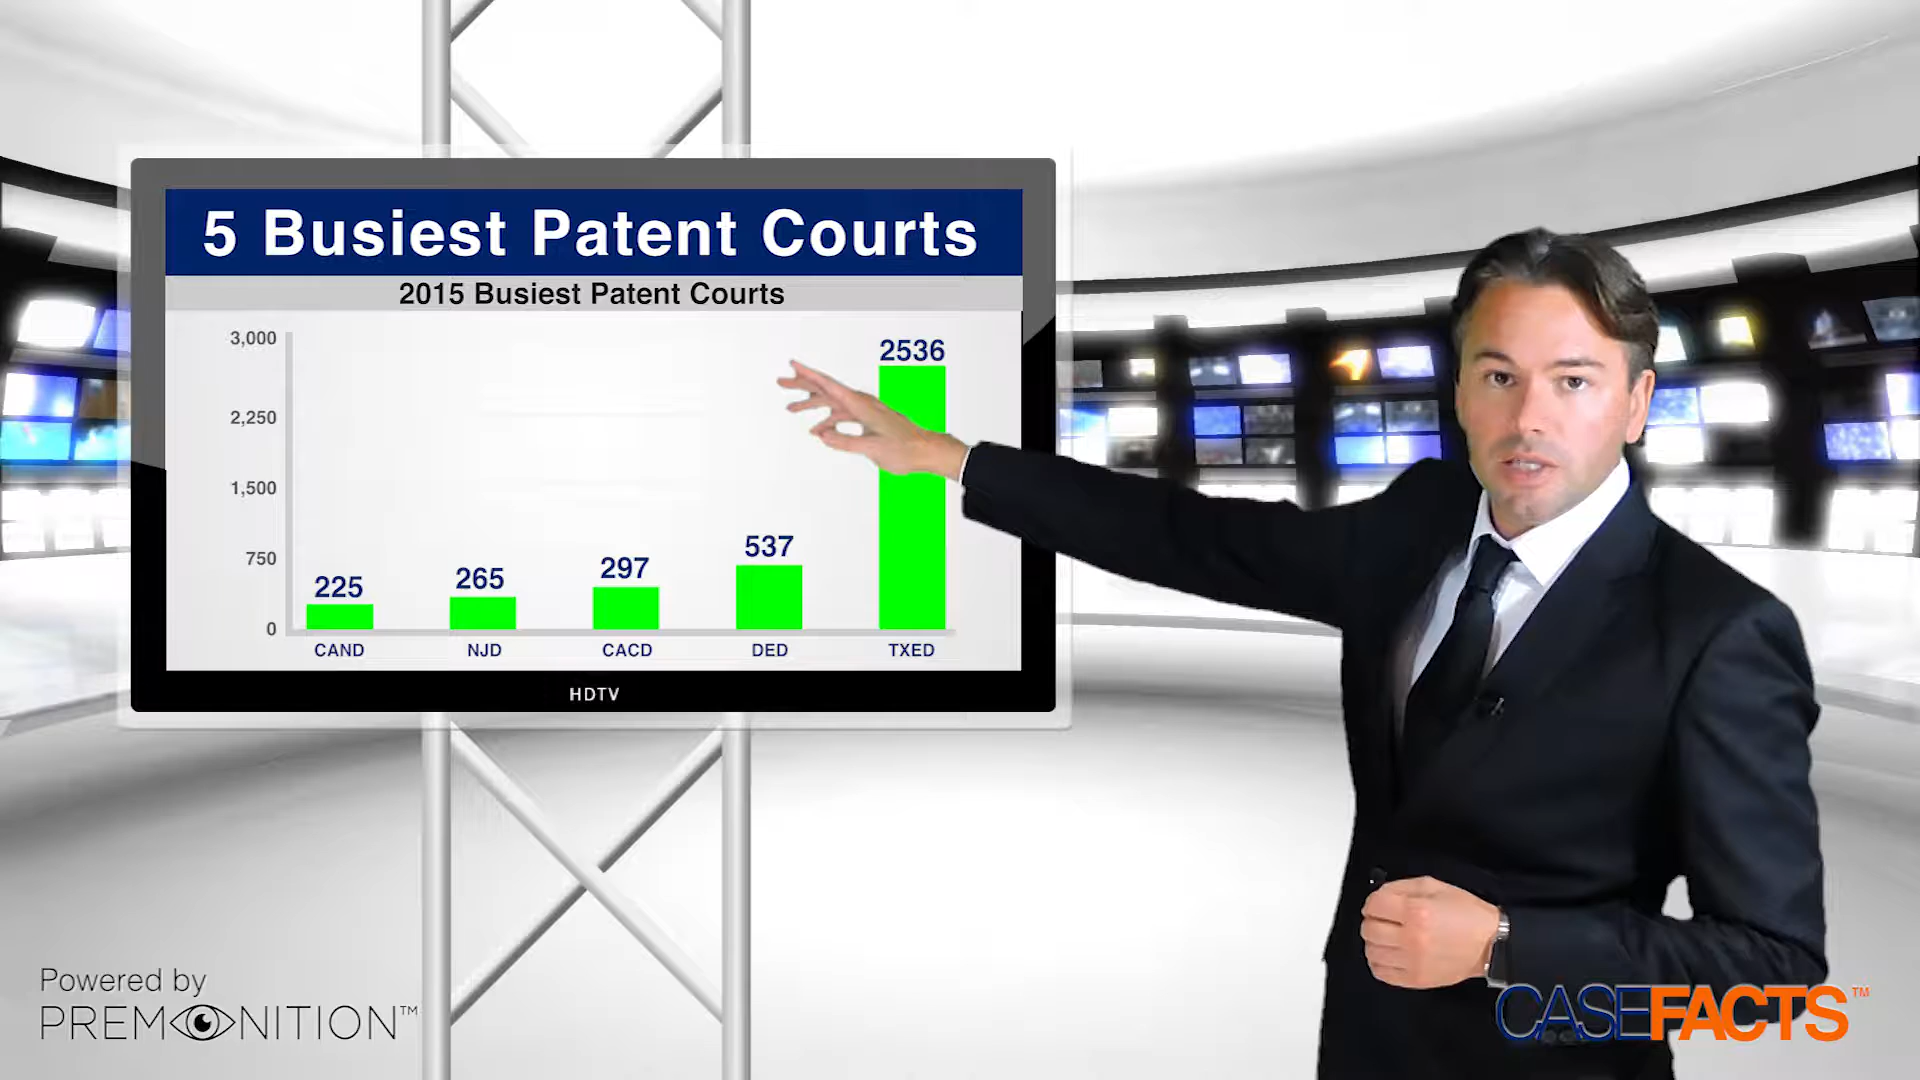 5 Busiest Patent Courts
2015 Busiest Patent Courts
3,000
2,250
1,500
750
0
225
265
297
537
2536
CAND
NJD
CACD
DED
TXED
HDTV
Powered by
PREMONITION™
CASEFACTS™